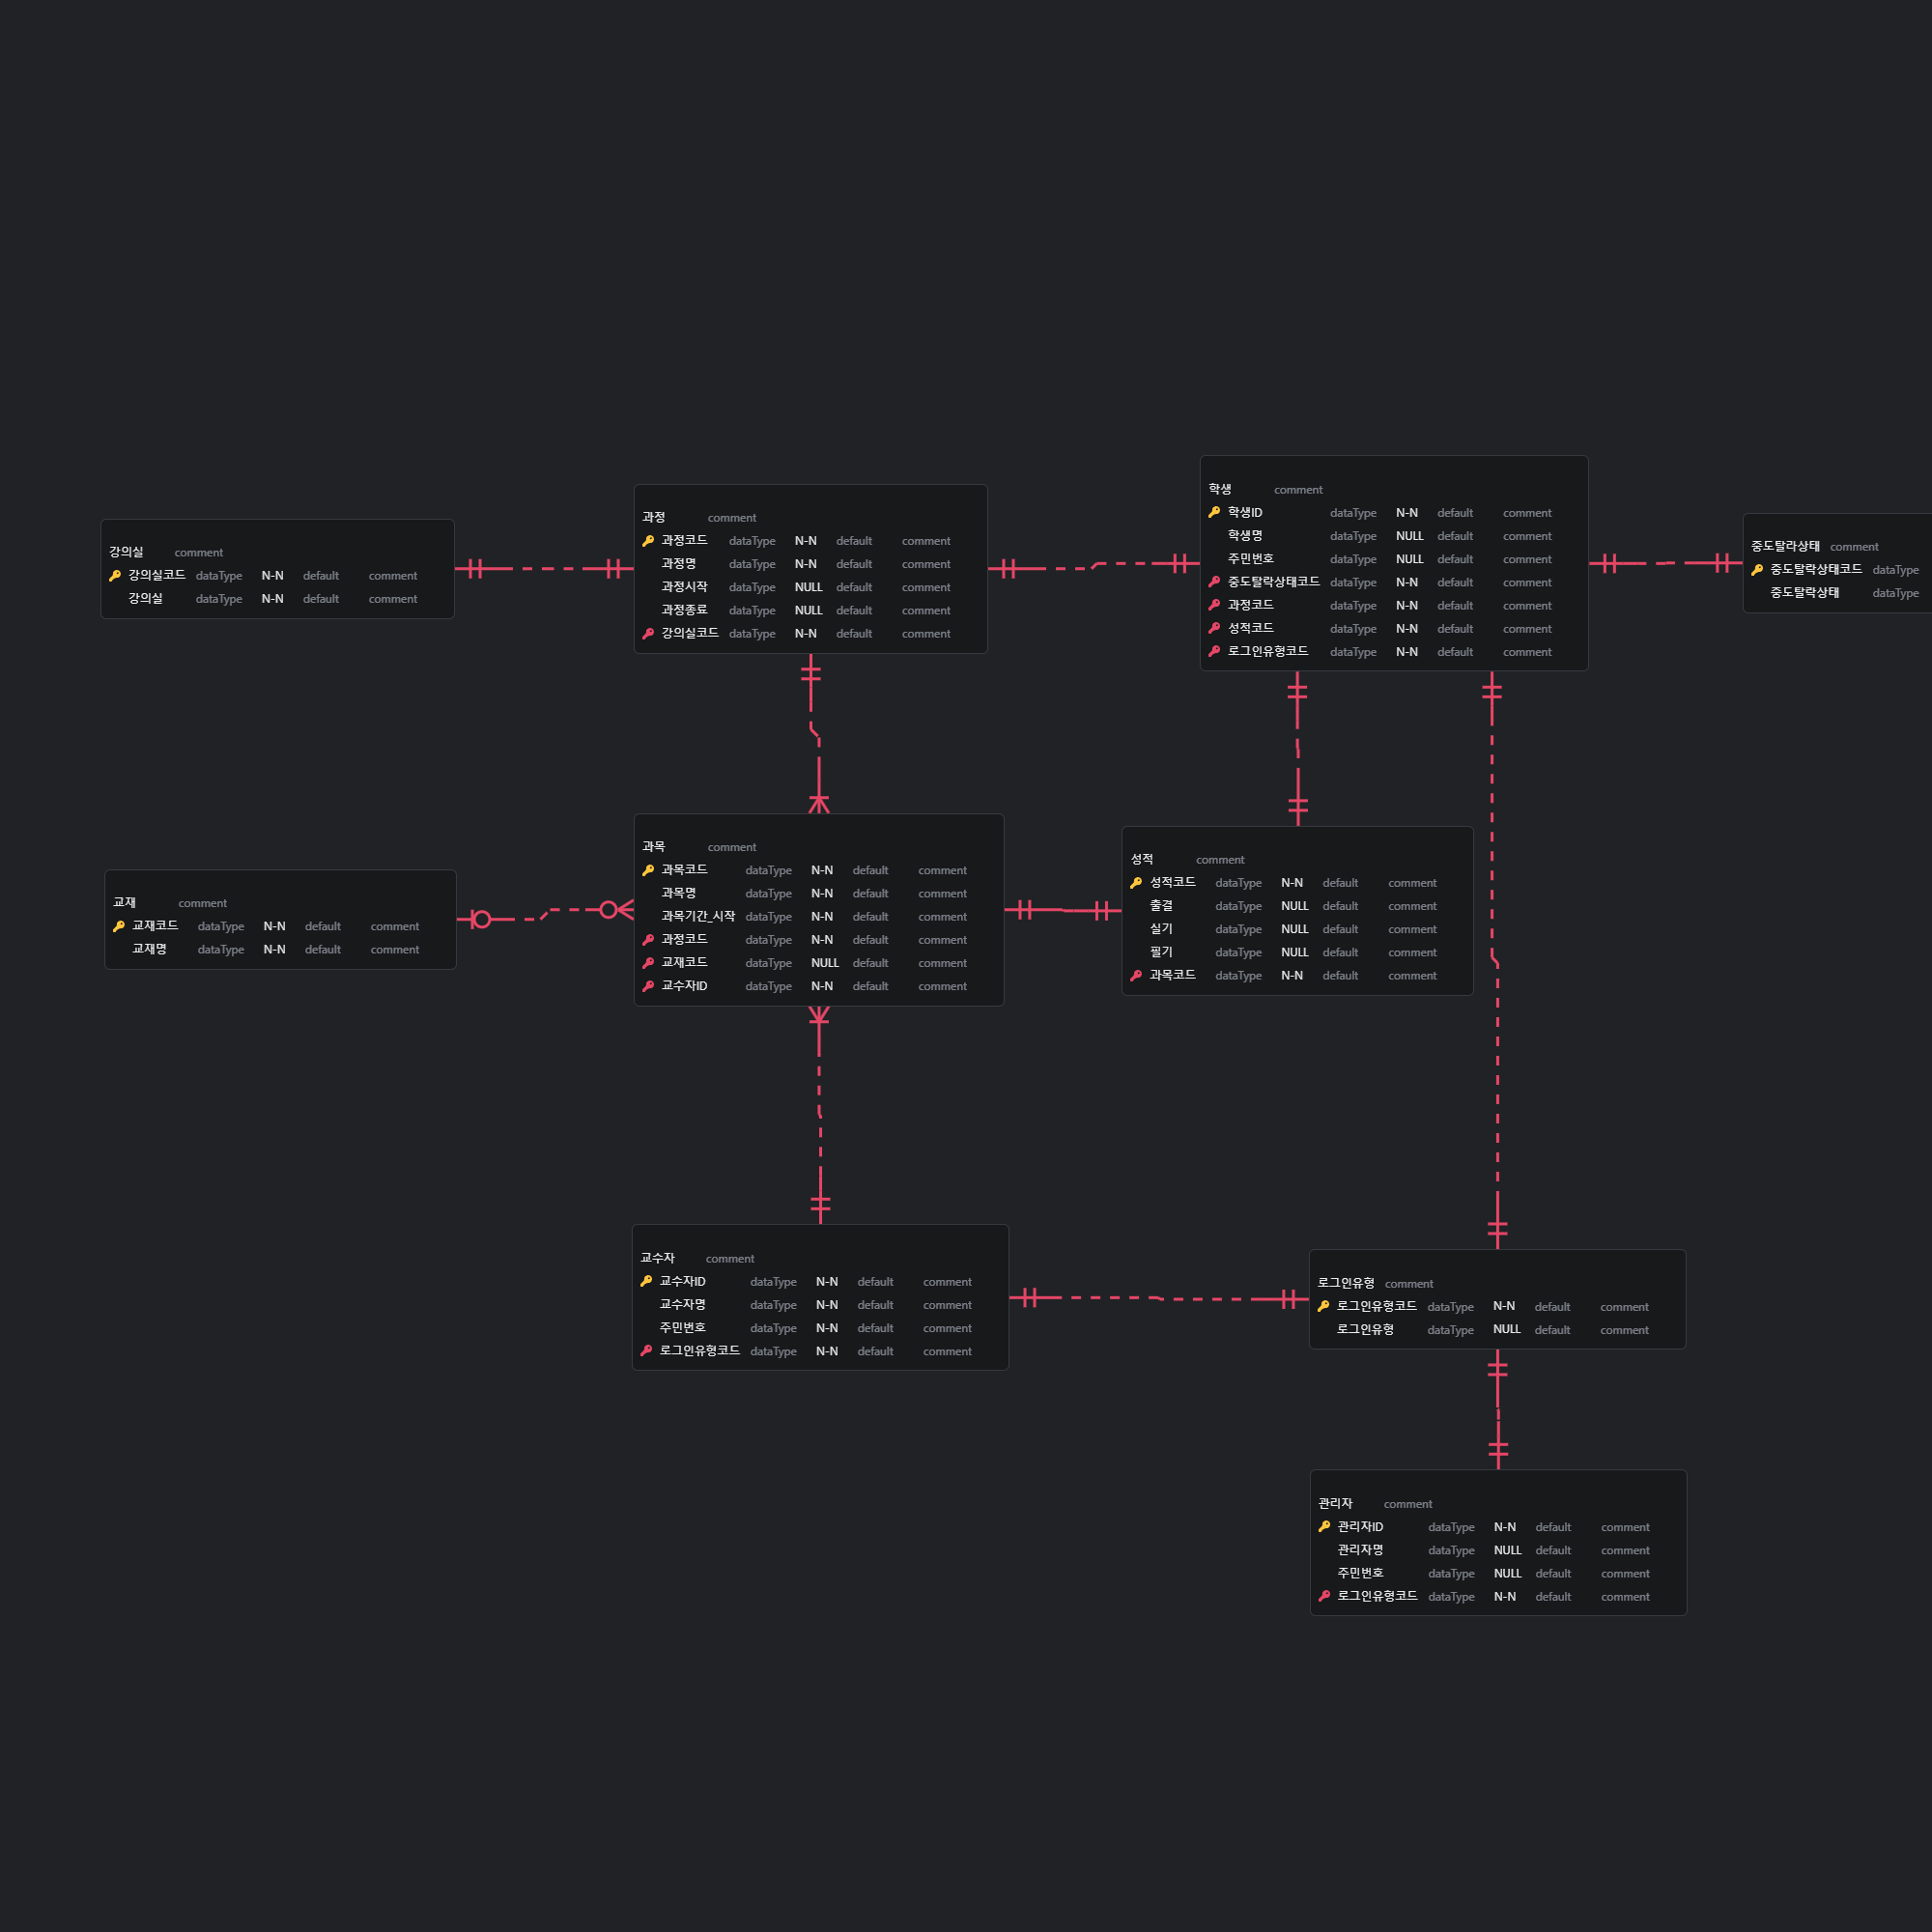 강의실 comment
강의실코드 dataType N-N default comment
강의실 dataType N-N default comment
과정 comment
과정코드 dataType N-N default comment
과정명 dataType N-N default comment
과정시작 dataType NULL default comment
과정종료 dataType NULL default comment
강의실코드 dataType N-N default comment
학생 comment
학생ID dataType N-N default comment
학생명 dataType NULL default comment
주민번호 dataType NULL default comment
중도탈락상태코드 dataType N-N default comment
과정코드 dataType N-N default comment
성적코드 dataType N-N default comment
로그인유형코드 dataType N-N default comment
중도탈라상태 comment
중도탈락상태코드 dataType
중도탈락상태 dataType
교재 comment
교재코드 dataType N-N default comment
교재명 dataType N-N default comment
과목 comment
과목코드 dataType N-N default comment
과목명 dataType N-N default comment
과목기간_시작 dataType N-N default comment
과정코드 dataType N-N default comment
교재코드 dataType NULL default comment
교수자ID dataType N-N default comment
성적 comment
성적코드 dataType N-N default comment
출결 dataType NULL default comment
실기 dataType NULL default comment
필기 dataType NULL default comment
과목코드 dataType N-N default comment
교수자 comment
교수자ID dataType N-N default comment
교수자명 dataType N-N default comment
주민번호 dataType N-N default comment
로그인유형코드 dataType N-N default comment
로그인유형 comment
로그인유형코드 dataType N-N default comment
로그인유형 dataType NULL default comment
관리자 comment
관리자ID dataType N-N default comment
관리자명 dataType NULL default comment
주민번호 dataType NULL default comment
로그인유형코드 dataType N-N default comment